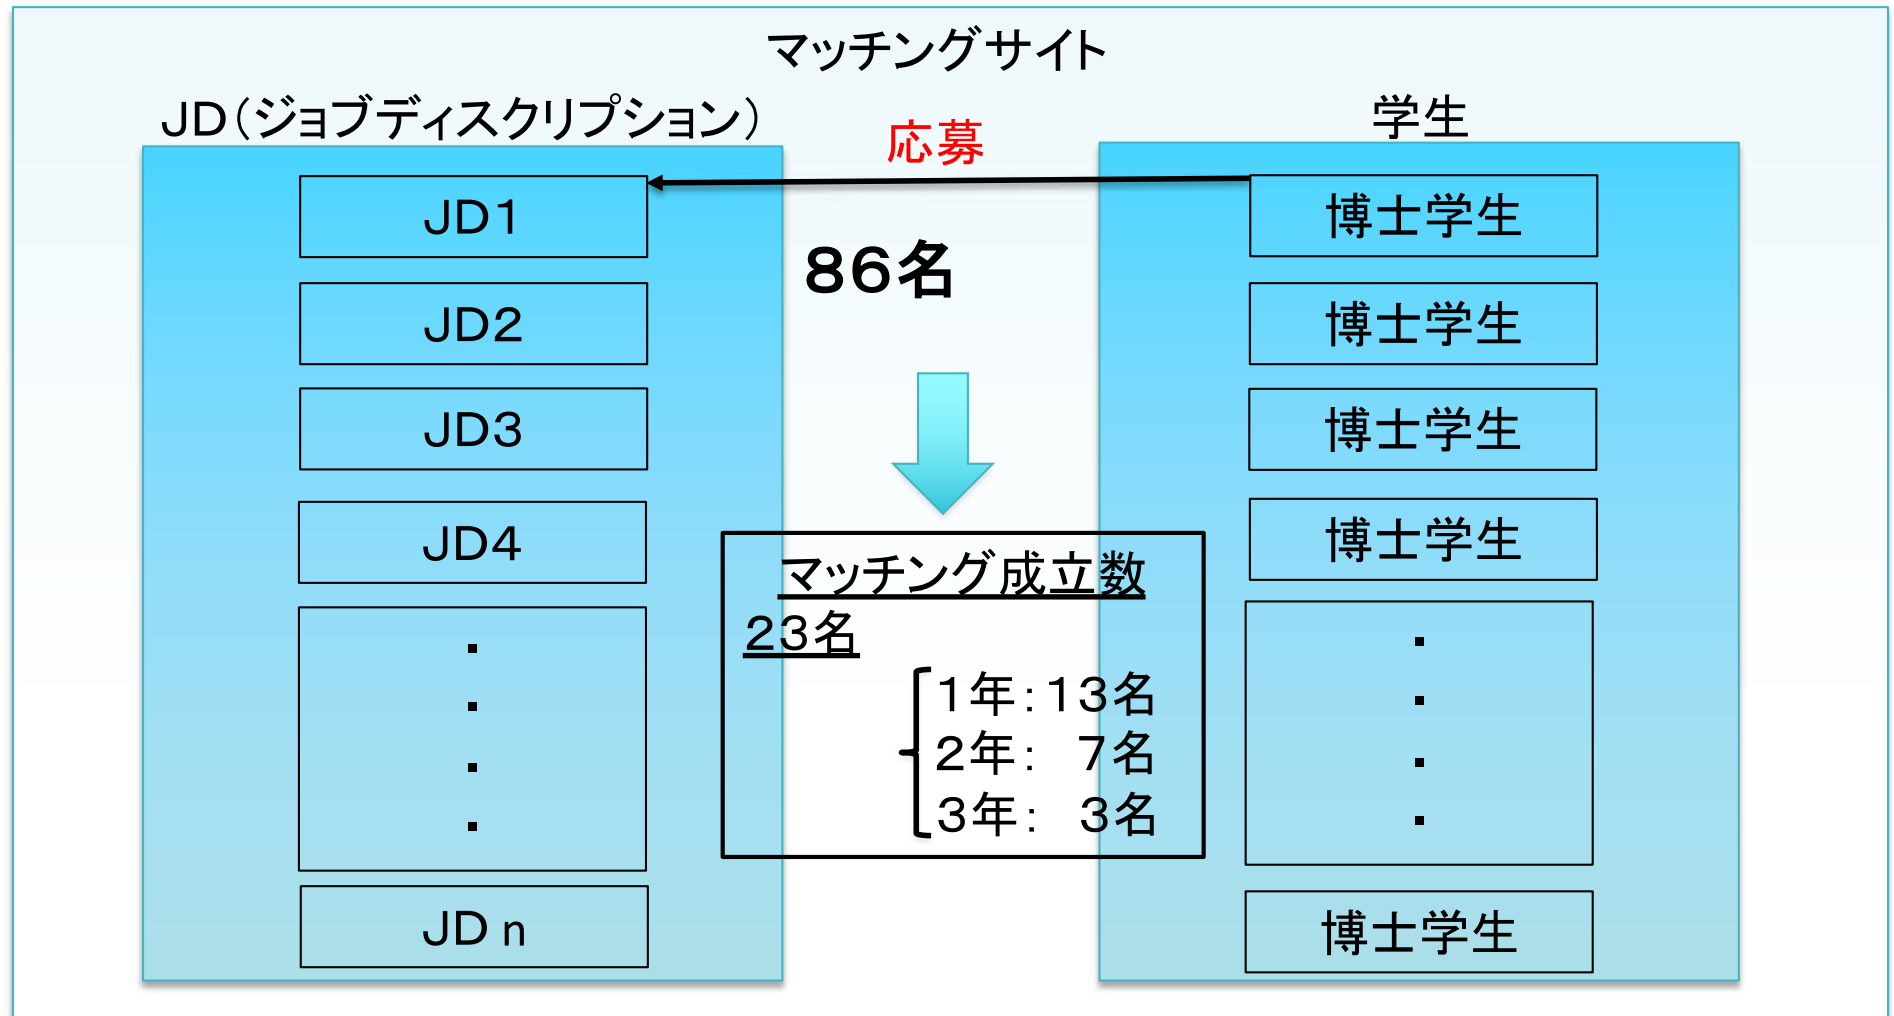 マッチングサイト
JD（ジョブディスクリプション）
応募
学生
JD1
JD2
JD3
JD4
・
・
・
・
JDn
86名
マッチング成立数
23名
1年：13名
2年： 7名
3年： 3名
博士学生
博士学生
博士学生
博士学生
・
・
・
・
博士学生